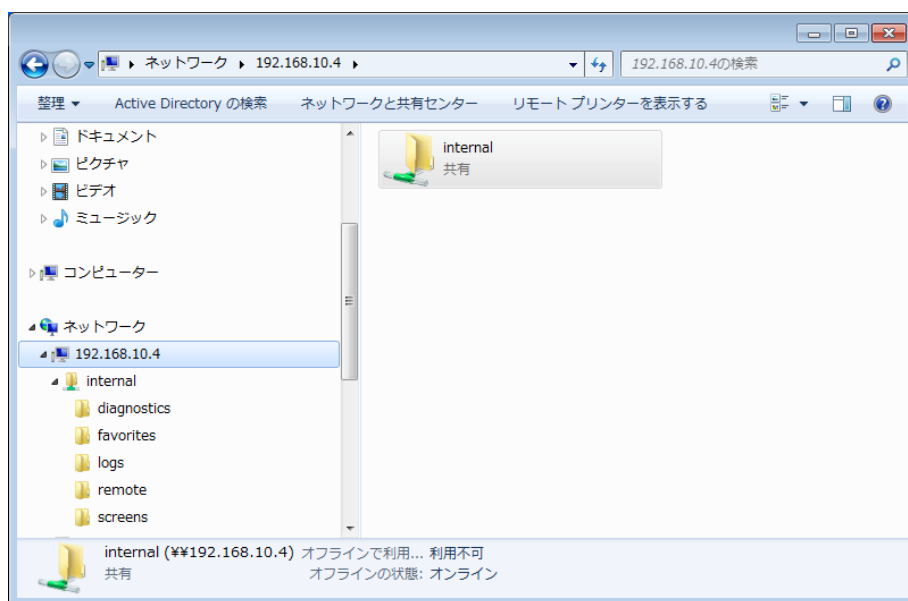 ネットワーク 192.168.10.4 192.168.10.4の検索
整理 Active Directory の検索 ネットワークと共有センター リモート プリンターを表示する
ドキュメント
ピクチャ
ビデオ
ミュージック
コンピューター
ネットワーク
192.168.10.4
internal
diagnostics
favorites
logs
remote
screens
internal
共有
internal (¥¥192.168.10.4) オフラインで利用... 利用不可
共有 オフラインの状態: オンライン